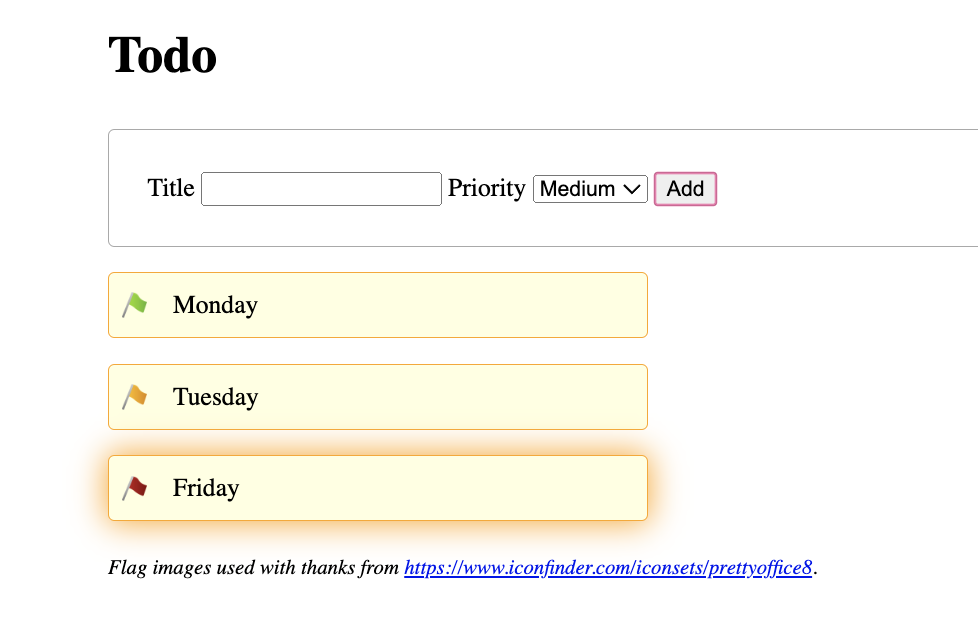 Todo
Title Priority Medium Add
Monday
Tuesday
Friday
Flag images used with thanks from https://www.iconfinder.com/iconsets/prettyoffice8.